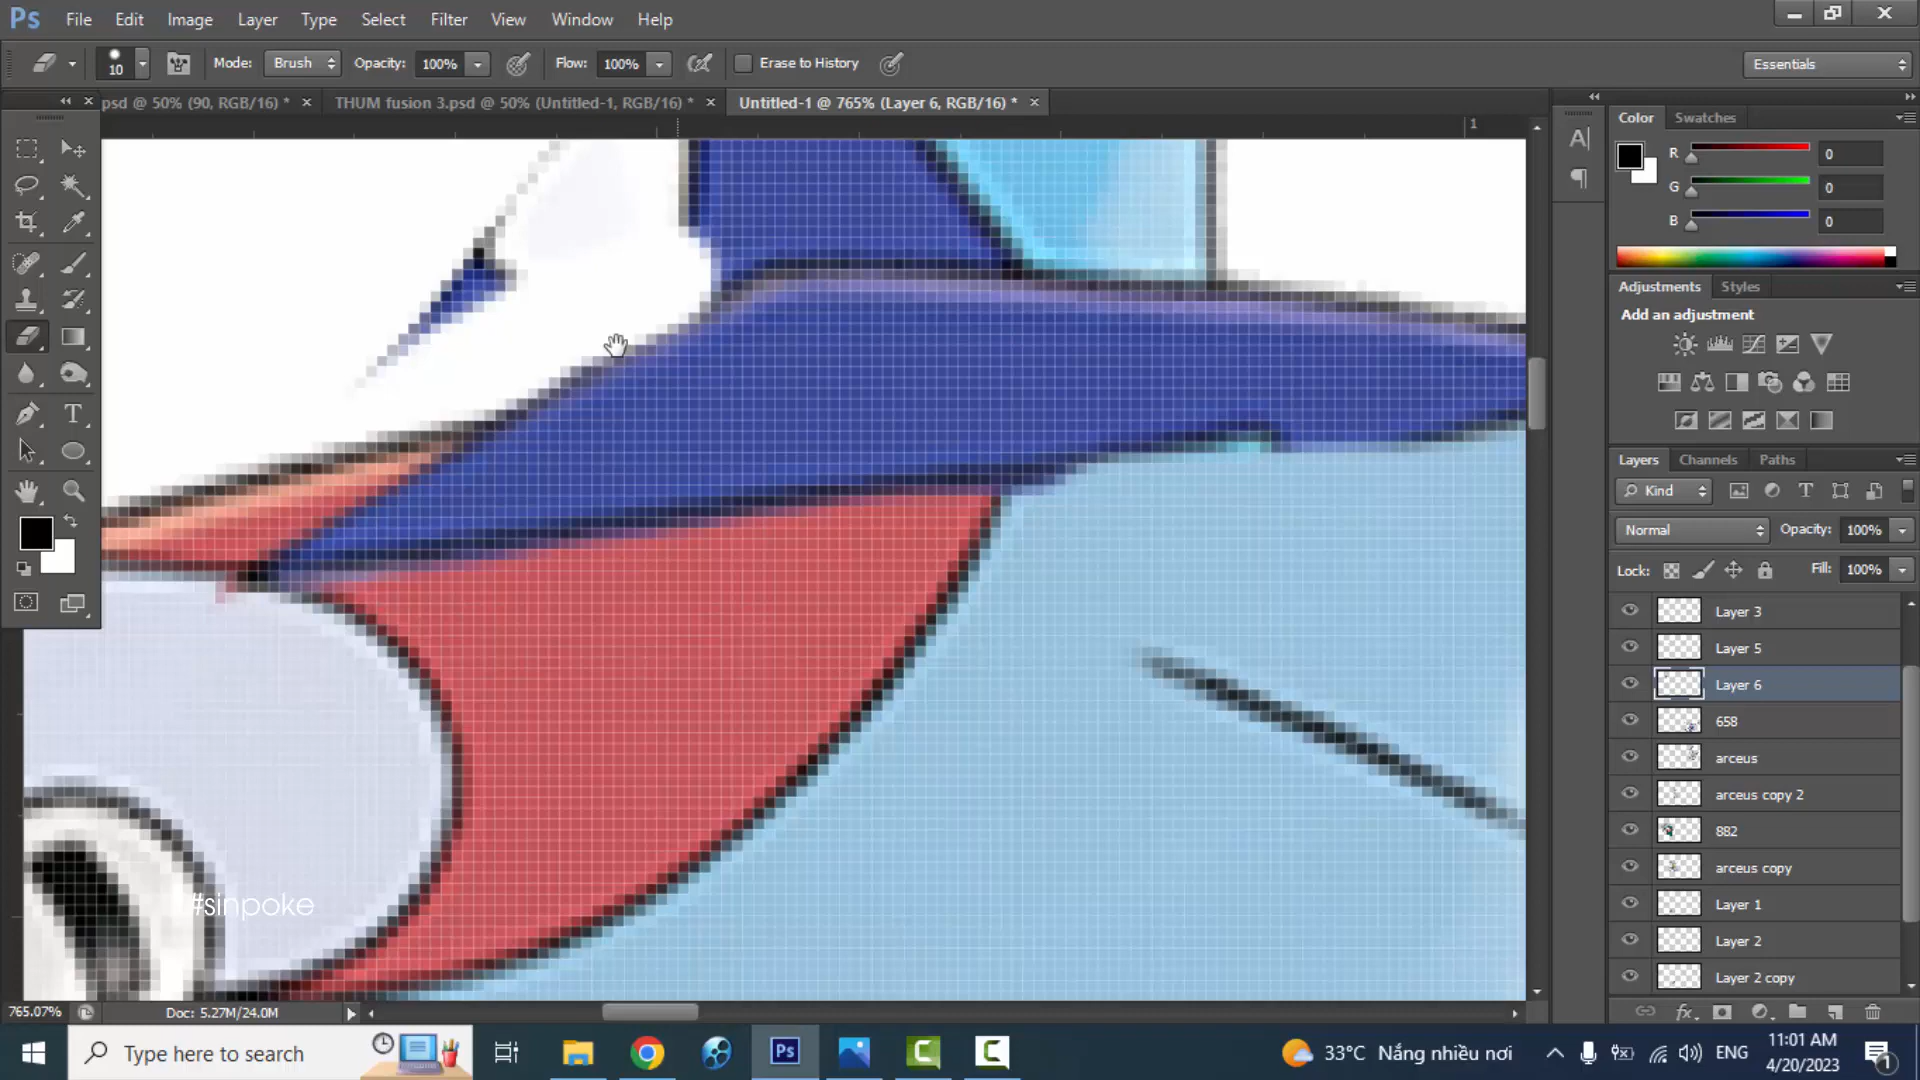 Ps File Edit Image Layer Type Select Filter View Window Help
10 Mode: Brush Opacity: 100% Flow: 100% Erase to History Essentials
psd @ 50% (90, RGB/16) * × THUM fusion 3.psd @ 50% (Untitled-1, RGB/16) * × Untitled-1 @ 765% (Layer 6, RGB/16) * ×
1
Color Swatches
R 0
G 0
B 0
Adjustments Styles
Add an adjustment
Layers Channels Paths
Kind
Normal Opacity: 100%
Lock: Fill: 100%
Layer 3
Layer 5
Layer 6
658
arceus
arceus copy 2
882
arceus copy
Layer 1
Layer 2
Layer 2 copy
#sinpoke
765.07% Doc: 5.27M/24.0M
Type here to search
33°C Nắng nhiều nơi ENG
11:01 AM
4/20/2023
1